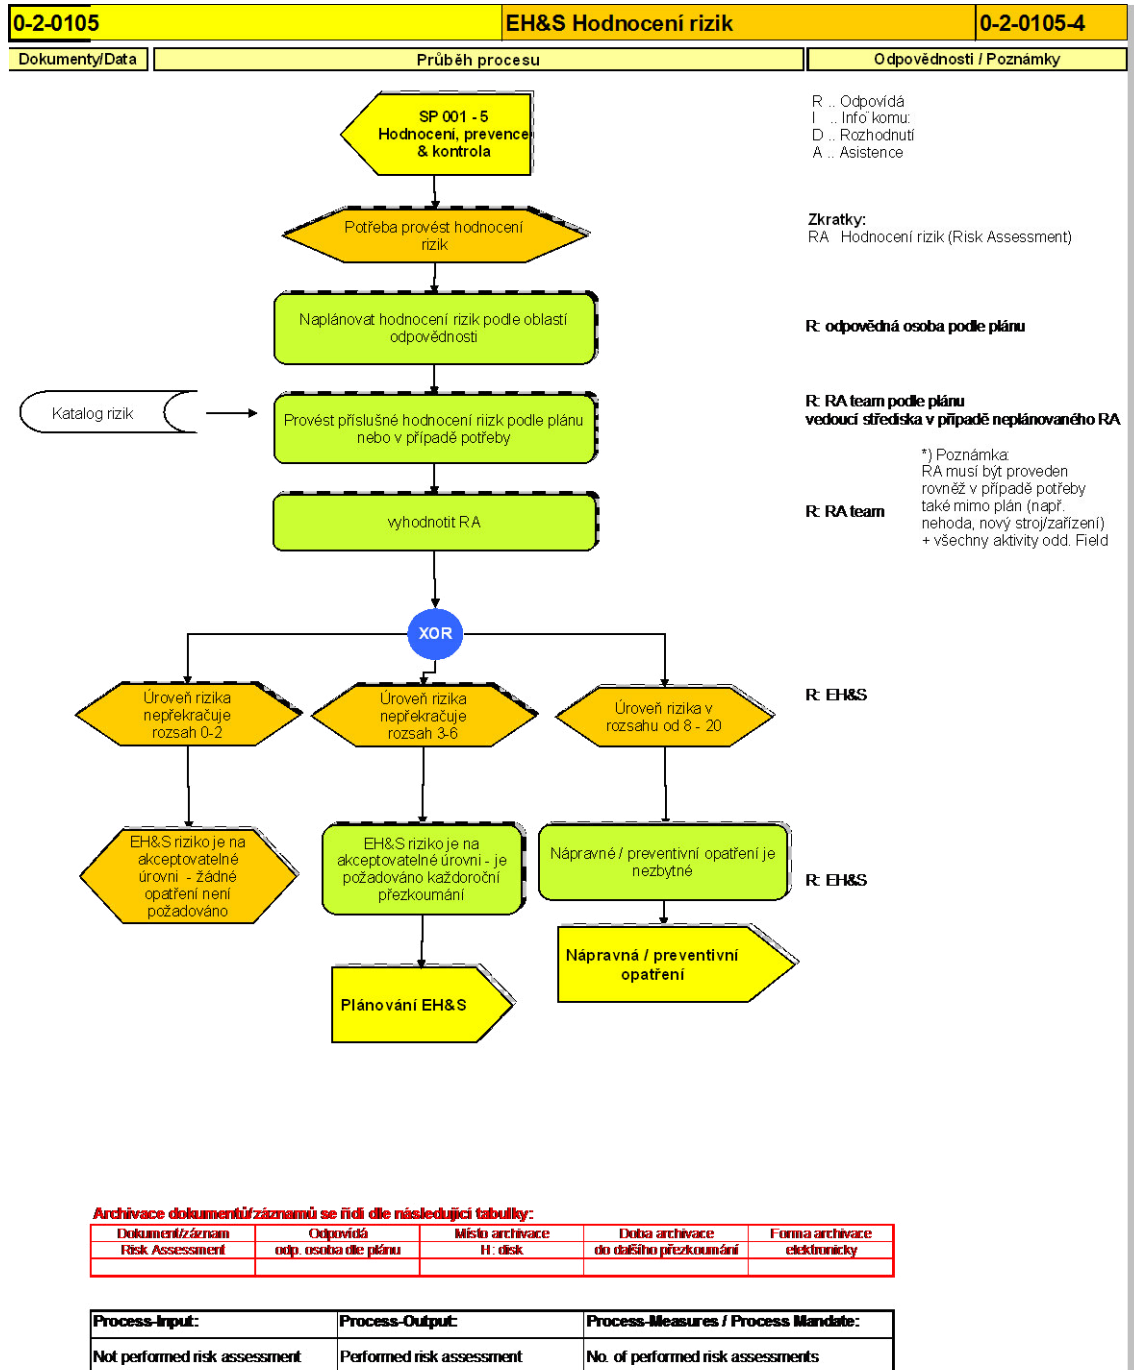 0-2-0105 EH&S Hodnocení rizik 0-2-0105-4
Dokumenty/Data Průběh procesu Odpovědnosti / Poznámky
SP 001 - 5
Hodnocení, prevence
& kontrola
R .. Odpovídá
I .. Info komu:
D .. Rozhodnutí
A .. Asistence
Potřeba provést hodnocení
rizik
Zkratky:
RA Hodnocení rizik (Risk Assessment)
Naplánovat hodnocení rizik podle oblastí
odpovědnosti
R: odpovědná osoba podle plánu
Katalog rizik
Provést příslušné hodnocení riizk podle plánu
nebo v případě potřeby
R: RA team podle plánu
vedoucí střediska v případě neplánovaného RA
*) Poznámka:
RA musí být proveden
rovněž v případě potřeby
také mimo plán (např.
nehoda, nový stroj/zařízení)
+ všechny aktivity odd. Field
vyhodnotit RA
R: RA team
XOR
Úroveň rizika
nepřekračuje
rozsah 0-2
Úroveň rizika
nepřekračuje
rozsah 3-6
Úroveň rizika v
rozsahu od 8 - 20
R: EH&S
EH&S riziko je na
akceptovatelné
úrovni - žádné
opatření není
požadováno
EH&S riziko je na
akceptovatelné úrovni - je
požadováno každoroční
přezkoumání
Nápravné / preventivní opatření je
nezbytné
R: EH&S
Plánování EH&S
Nápravná / preventivní
opatření
Archivace dokumentů/záznamů se řídí dle následující tabulky:
Dokument/záznam Odpovídá Místo archivace Doba archivace Forma archivace
Risk Assessment odp. osoba dle plánu H: disk do dalšího přezkoumání elektronicky
Process-Input: Process-Output: Process-Measures / Process Mandate:
Not performed risk assessment Performed risk assessment No. of performed risk assessments